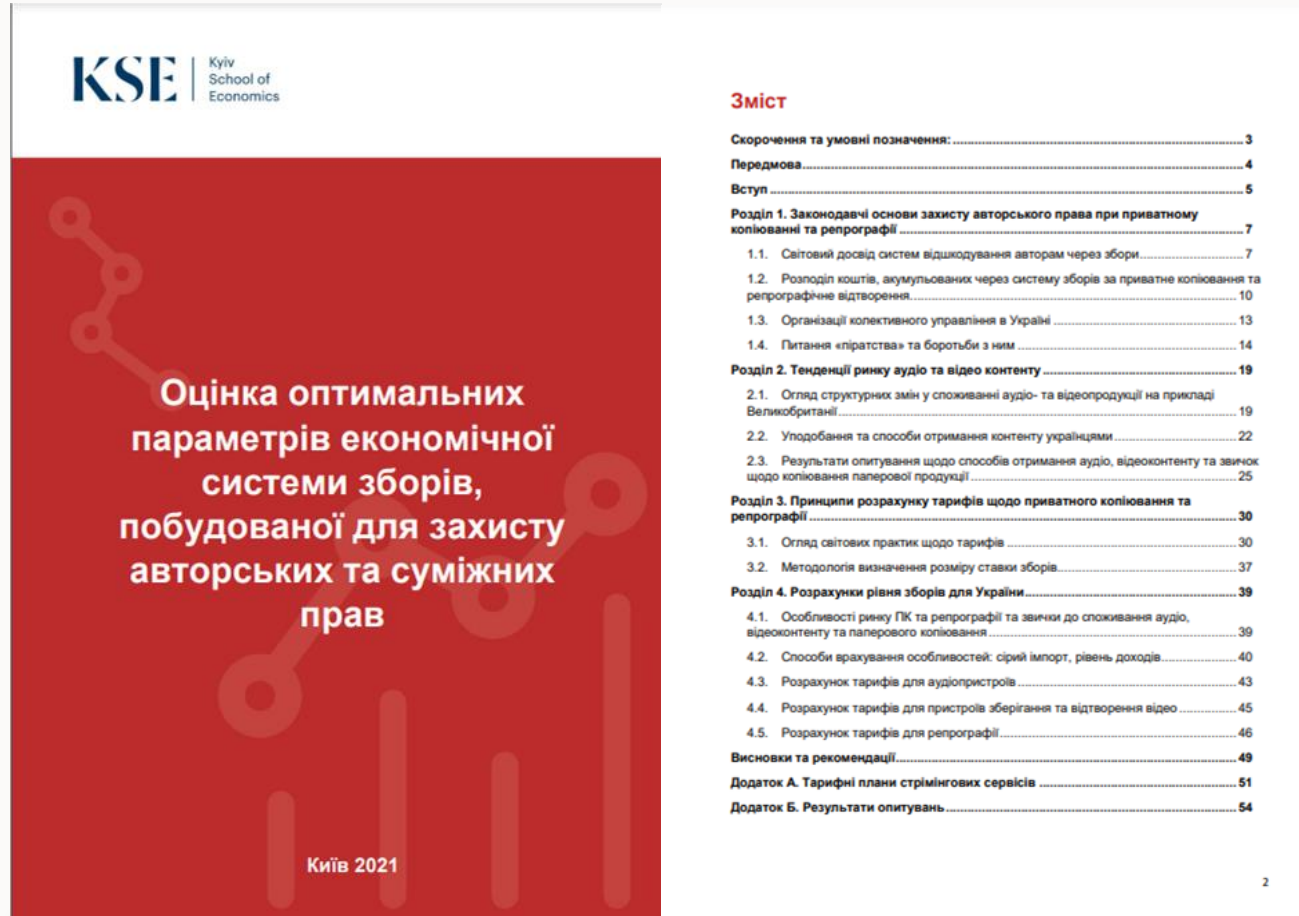 KSE
Kyiv
School of
Economics
Оцінка оптимальних
параметрів економічної
системи зборів,
побудованої для захисту
авторських та суміжних
прав
Київ 2021
Зміст
Скорочення та умовні позначення: 3
Передмова 4
Вступ 5
Розділ 1. Законодавчі основи захисту авторського права при приватному
копіюванні та репрографії 7
1.1. Світовий досвід систем відшкодування авторам через збори 7
1.2. Розподіл коштів, акумульованих через систему зборів за приватне копіювання та
репрографічне відтворення 10
1.3. Організації колективного управління в Україні 13
1.4. Питання «піратства» та боротьби з ним 14
Розділ 2. Тенденції ринку аудіо та відео контенту 19
2.1. Огляд структурних змін у споживанні аудіо- та відеопродукції на прикладі
Великобританії 19
2.2. Уподобання та способи отримання контенту українцями 22
2.3. Результати опитування щодо способів отримання аудіо, відеоконтенту та звичок
щодо копіювання паперової продукції 25
Розділ 3. Принципи розрахунку тарифів щодо приватного копіювання та
репрографії 30
3.1. Огляд світових практик щодо тарифів 30
3.2. Методологія визначення розміру ставки зборів 37
Розділ 4. Розрахунки рівня зборів для України 39
4.1. Особливості ринку ПК та репрографії та звички до споживання аудіо,
відеоконтенту та паперового копіювання 39
4.2. Способи врахування особливостей: сірий імпорт, рівень доходів 40
4.3. Розрахунок тарифів для аудіопристроїв 43
4.4. Розрахунок тарифів для пристроїв зберігання та відтворення відео 45
4.5. Розрахунок тарифів для репрографії 46
Висновки та рекомендації 49
Додаток А. Тарифні плани стрімінгових сервісів 51
Додаток Б. Результати опитувань 54
2